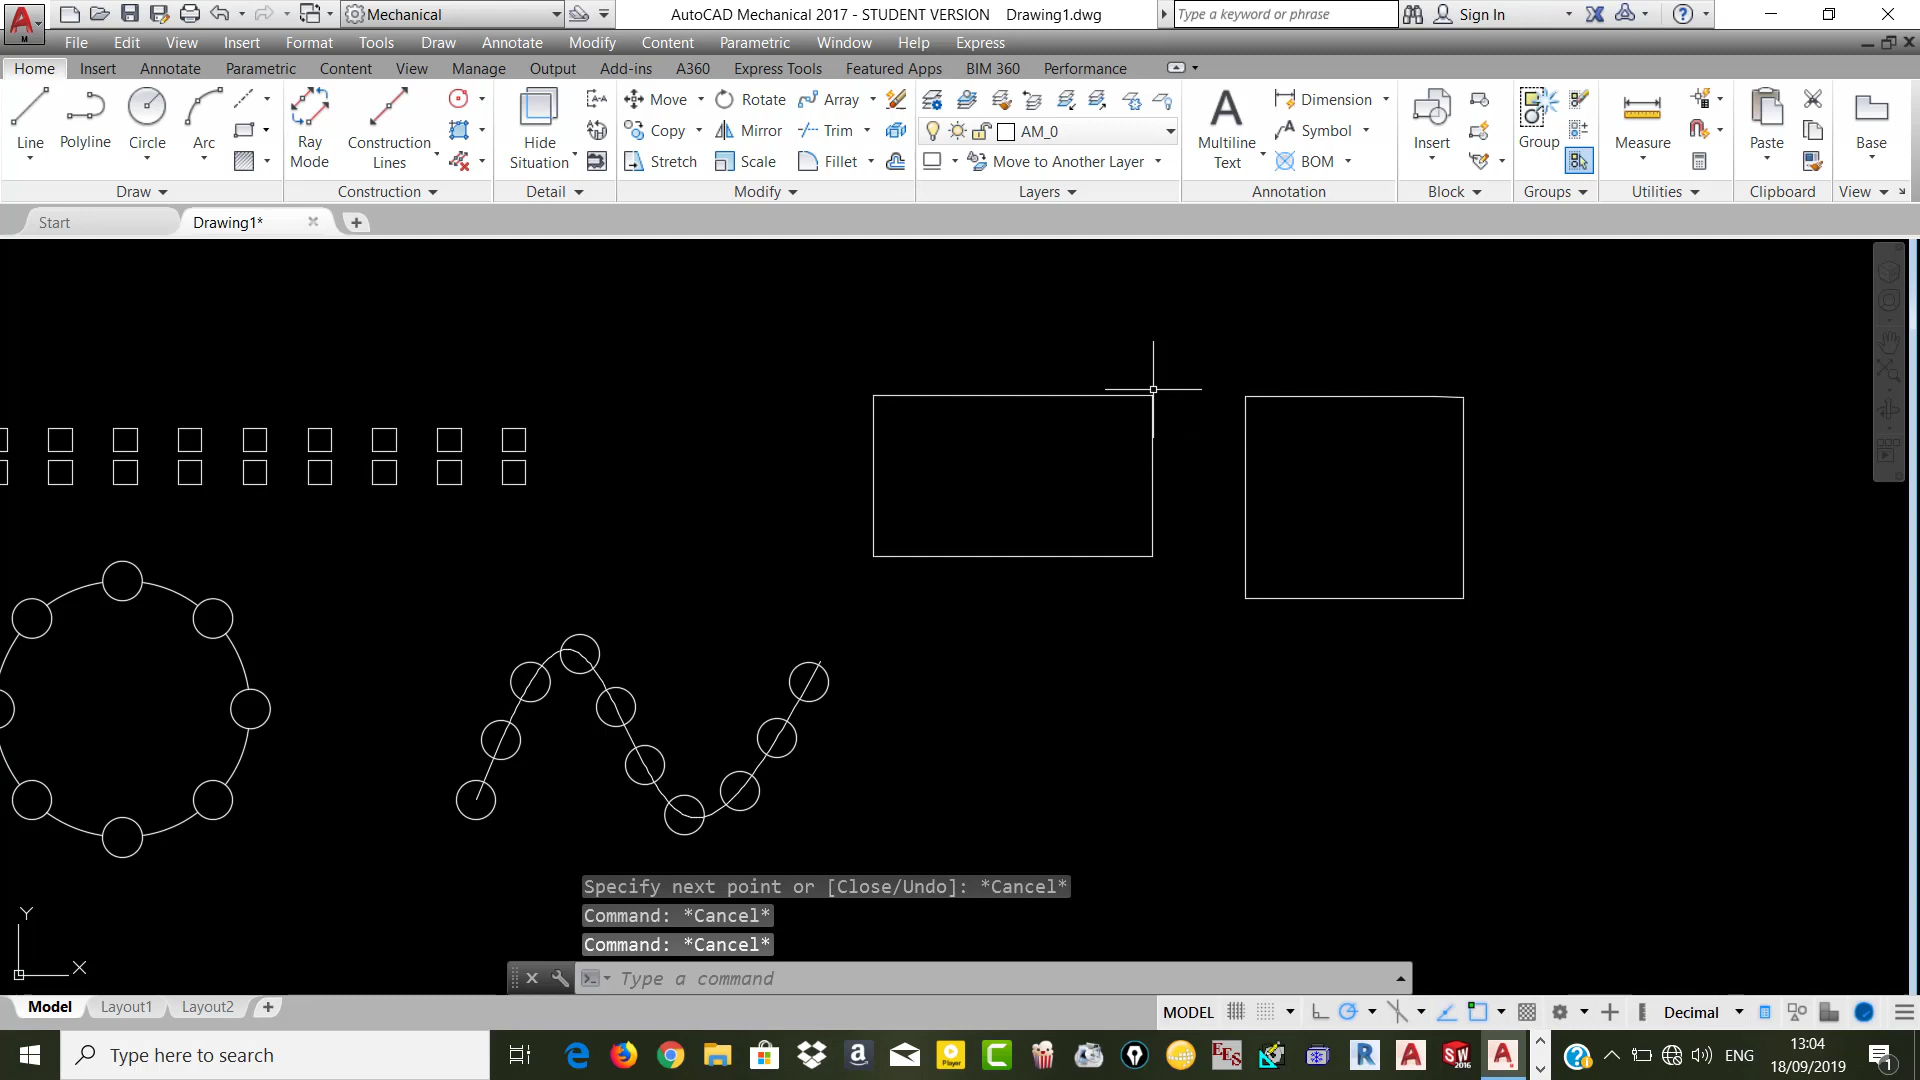 Mechanical
AutoCAD Mechanical 2017 - STUDENT VERSION Drawing1.dwg
Type a keyword or phrase
Sign In
File Edit View Insert Format Tools Draw Annotate Modify Content Parametric Window Help Express
Home Insert Annotate Parametric Content View Manage Output Add-ins A360 Express Tools Featured Apps BIM 360 Performance
Line
Polyline
Circle
Arc
Ray
Mode
Construction
Lines
Hide
Situation
Move Rotate Array
Copy Mirror Trim
Stretch Scale Fillet
AM_0
Move to Another Layer
Multiline
Text
Dimension
Symbol
BOM
Insert
Group
Measure
Paste
Base
Draw Construction Detail Modify Layers Annotation Block Groups Utilities Clipboard View
Start Drawing1*
Specify next point or [Close/Undo]: *Cancel*
Command: *Cancel*
Command: *Cancel*
Type a command
Y
X
Model Layout1 Layout2
MODEL
Decimal
Type here to search
ENG
13:04
18/09/2019
1